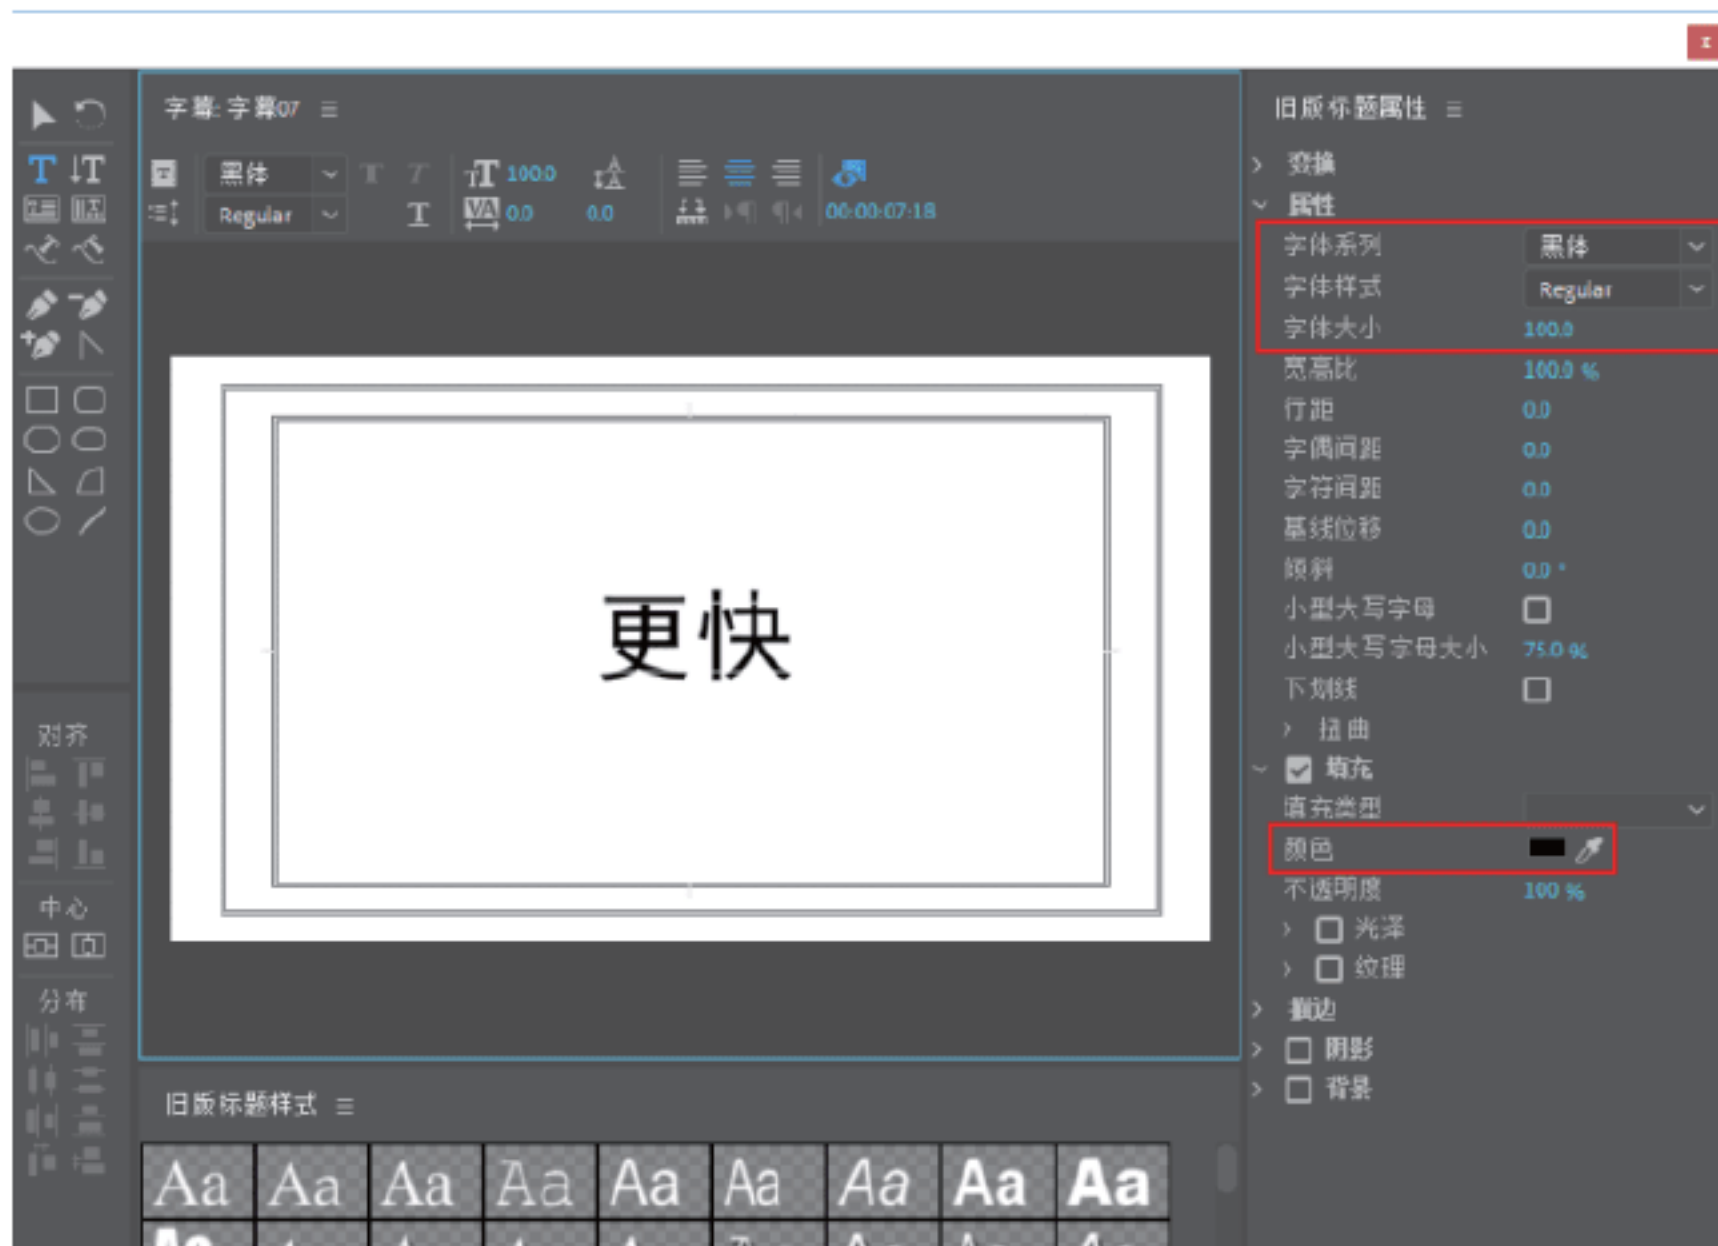 字幕: 字幕07
黑体
T T
100.0
Regular
0.0
0.0
00:00:07:18
更快
对齐
中心
分布
旧版标题样式
Aa Aa Aa Aa Aa Aa Aa Aa Aa
旧版标题属性
变换
属性
字体系列 黑体
字体样式 Regular
字体大小 100.0
宽高比 100.0 %
行距 0.0
字偶间距 0.0
字符间距 0.0
基线位移 0.0
倾斜 0.0 °
小型大写字母
小型大写字母大小 75.0 %
下划线
扭曲
填充
填充类型
颜色
不透明度 100 %
光泽
纹理
描边
阴影
背景